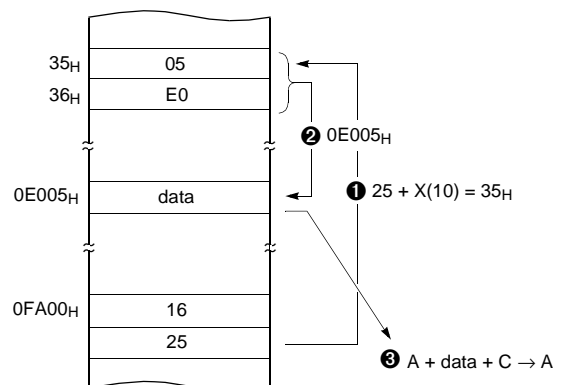 35H 05
36H E0
❷ 0E005H
0E005H data
❶ 25 + X(10) = 35H
0FA00H 16
25
❸ A + data + C → A